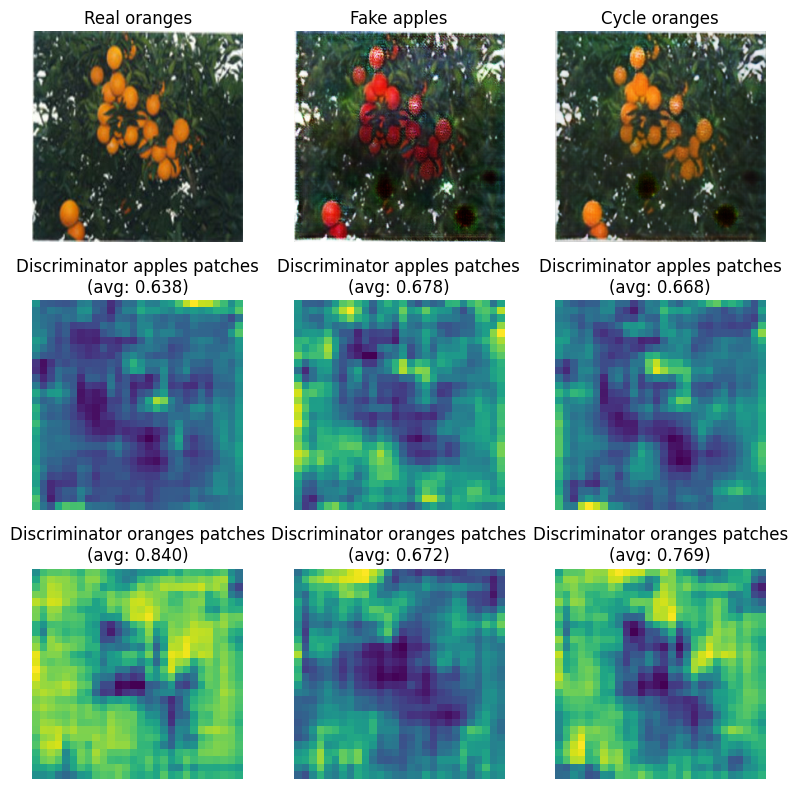 Real oranges
Fake apples
Cycle oranges
Discriminator apples patches
(avg: 0.638)
Discriminator apples patches
(avg: 0.678)
Discriminator apples patches
(avg: 0.668)
Discriminator oranges patches
(avg: 0.840)
Discriminator oranges patches
(avg: 0.672)
Discriminator oranges patches
(avg: 0.769)